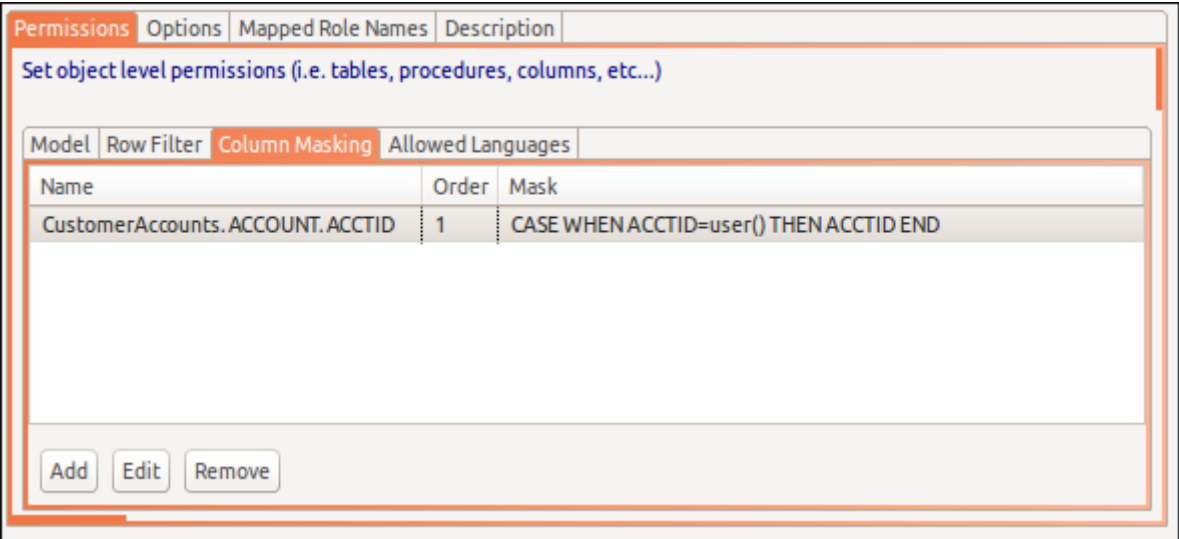 Permissions Options Mapped Role Names Description
Set object level permissions (i.e. tables, procedures, columns, etc...)
Model Row Filter Column Masking Allowed Languages
Name Order Mask
CustomerAccounts.ACCOUNT.ACCTID 1 CASE WHEN ACCTID=user() THEN ACCTID END
Add Edit Remove